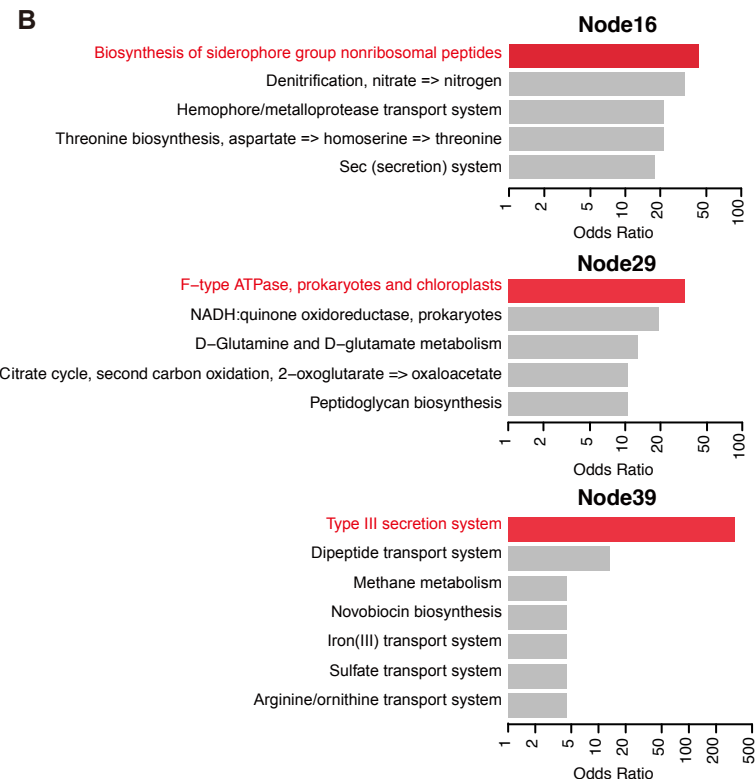 B
Node16
Biosynthesis of siderophore group nonribosomal peptides
Denitrification, nitrate => nitrogen
Hemophore/metalloprotease transport system
Threonine biosynthesis, aspartate => homoserine => threonine
Sec (secretion) system
1 2 5 10 20 50 100
Odds Ratio
Node29
F−type ATPase, prokaryotes and chloroplasts
NADH:quinone oxidoreductase, prokaryotes
D−Glutamine and D−glutamate metabolism
Citrate cycle, second carbon oxidation, 2−oxoglutarate => oxaloacetate
Peptidoglycan biosynthesis
1 2 5 10 20 50 100
Odds Ratio
Node39
Type III secretion system
Dipeptide transport system
Methane metabolism
Novobiocin biosynthesis
Iron(III) transport system
Sulfate transport system
Arginine/ornithine transport system
1 2 5 10 20 50 100 200 500
Odds Ratio